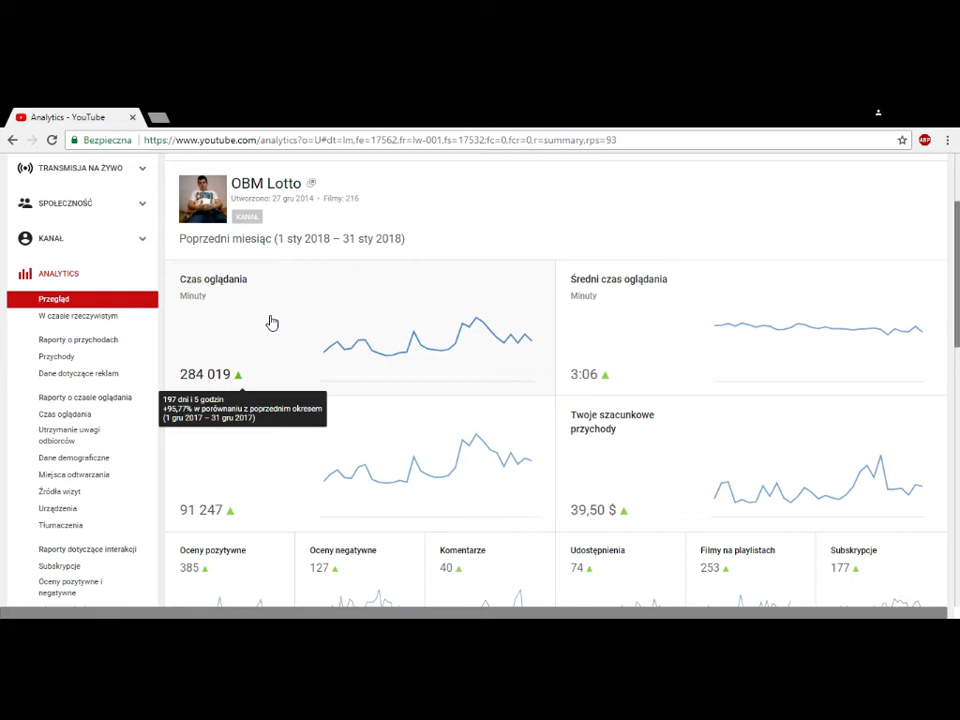 Analytics - YouTube
Bezpieczna
https://www.youtube.com/analytics?o=U#dt=lm,fe=17562,fr=lw-001,fs=17532;fc=0,fcr=0,r=summary,rps=93
ABP
TRANSMISJA NA ŻYWO
SPOŁECZNOŚĆ
KANAŁ
ANALYTICS
Przegląd
W czasie rzeczywistym
Raporty o przychodach
Przychody
Dane dotyczące reklam
Raporty o czasie oglądania
Czas oglądania
Utrzymanie uwagi
odbiorców
Dane demograficzne
Miejsca odtwarzania
Źródła wizyt
Urządzenia
Tłumaczenia
Raporty dotyczące interakcji
Subskrypcje
Oceny pozytywne i
negatywne
OBM Lotto
Utworzono: 27 gru 2014 • Filmy: 216
KANAŁ
Poprzedni miesiąc (1 sty 2018 – 31 sty 2018)
Czas oglądania
Minuty
284 019
197 dni i 5 godzin
+95,77% w porównaniu z poprzednim okresem
(1 gru 2017 – 31 gru 2017)
Średni czas oglądania
Minuty
3:06
91 247
Twoje szacunkowe
przychody
39,50 $
Oceny pozytywne
385
Oceny negatywne
127
Komentarze
40
Udostępnienia
74
Filmy na playlistach
253
Subskrypcje
177